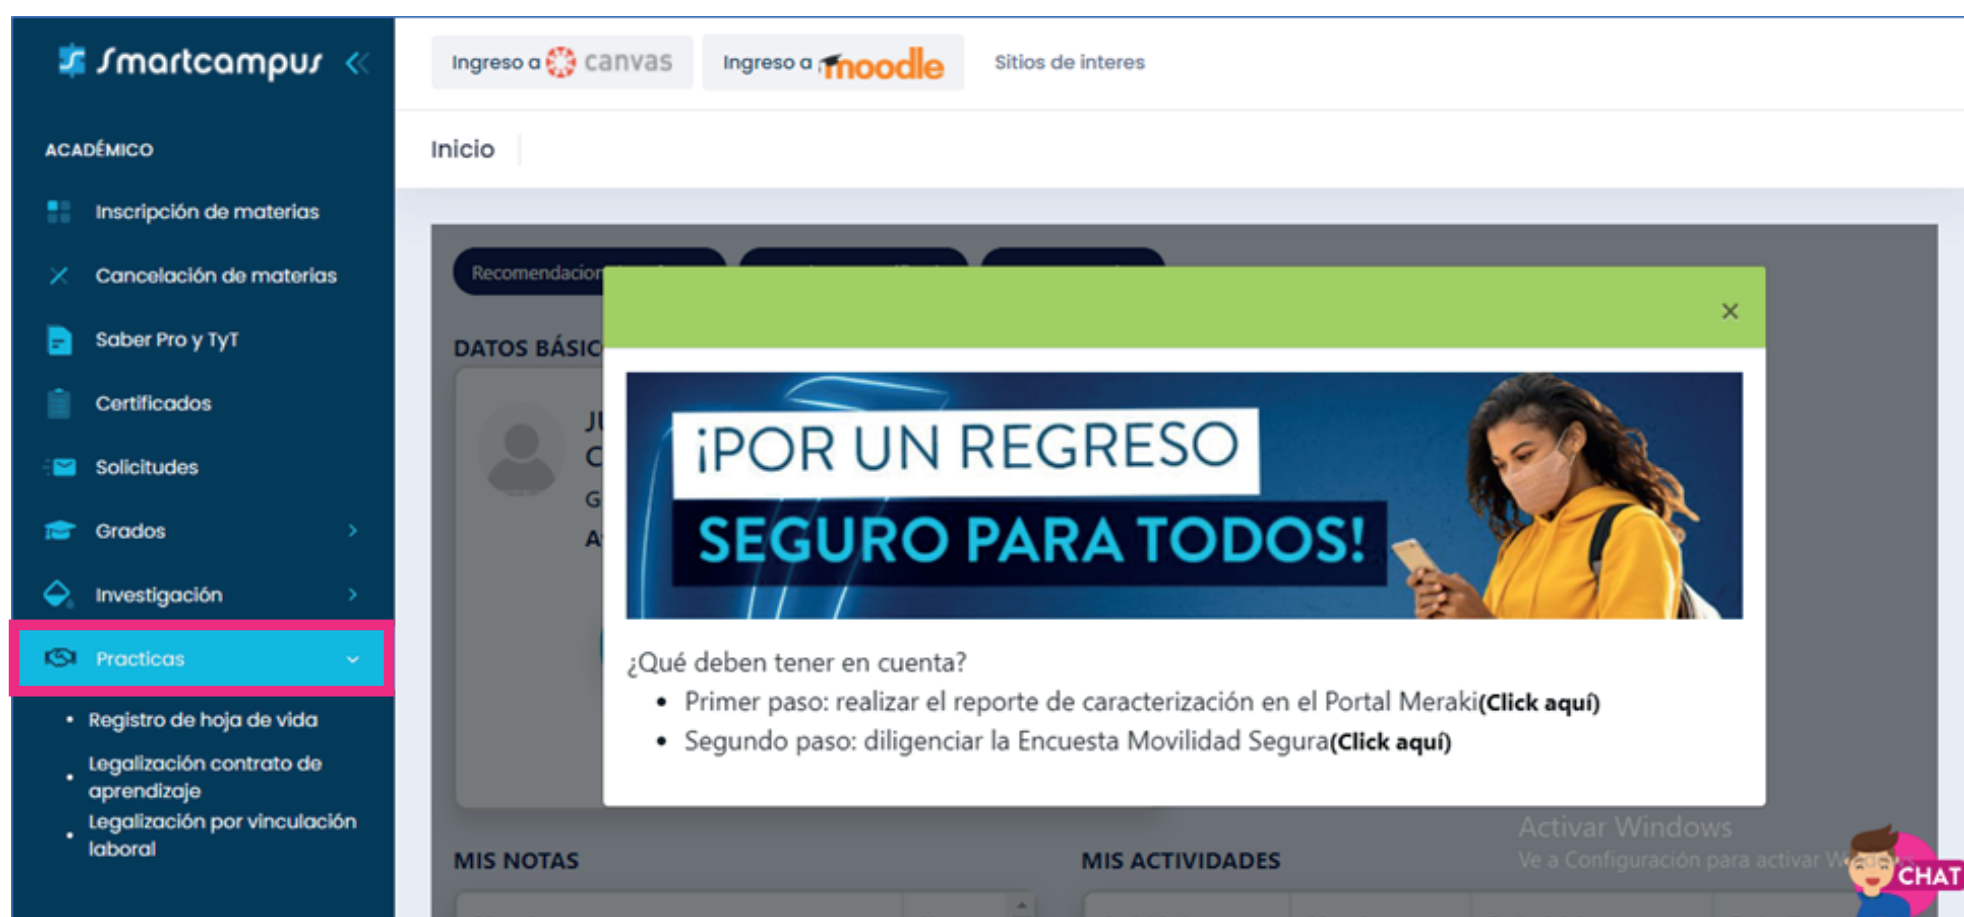 Smartcampus
Ingreso a canvas
Ingreso a moodle
Sitios de interes
ACADÉMICO
Inicio
Inscripción de materias
Cancelación de materias
Saber Pro y TyT
Certificados
Solicitudes
Grados
Investigación
Practicas
Registro de hoja de vida
Legalización contrato de
aprendizaje
Legalización por vinculación
laboral
DATOS
×
¡POR UN REGRESO
SEGURO PARA TODOS!
¿Qué deben tener en cuenta?
• Primer paso: realizar el reporte de caracterización en el Portal Meraki(Click aquí)
• Segundo paso: diligenciar la Encuesta Movilidad Segura(Click aquí)
MIS NOTAS
MIS ACTIVIDADES
Activar Windows
Ve a Configuración para activar
CHAT